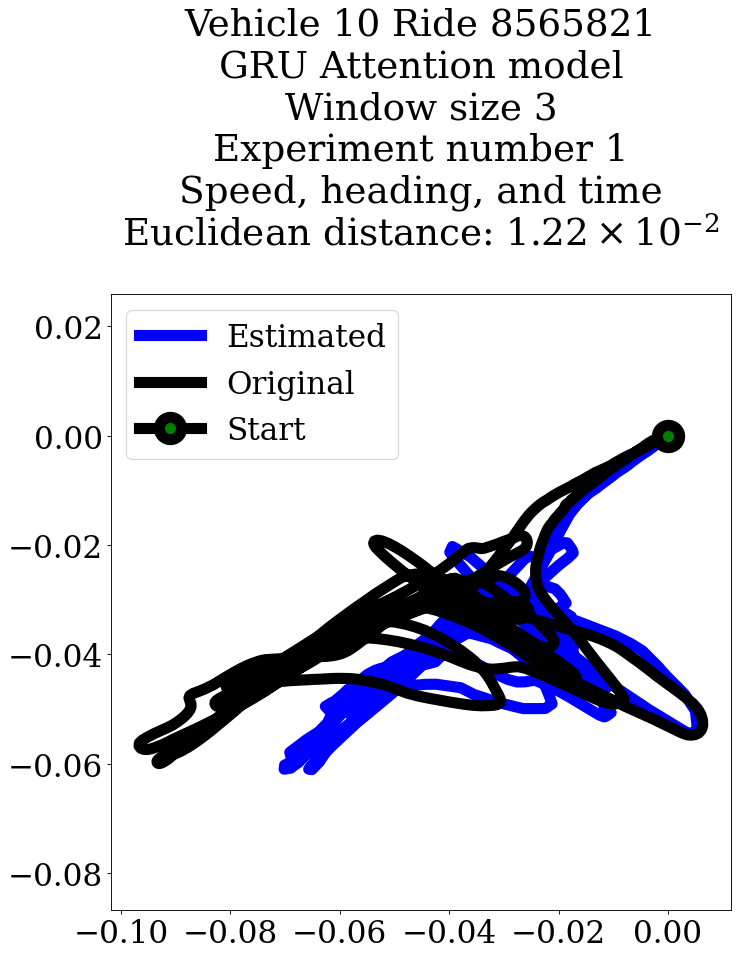 Vehicle 10 Ride 8565821
GRU Attention model
Window size 3
Experiment number 1
Speed, heading, and time
Euclidean distance: 1.22 × 10⁻²
Estimated
Original
Start
0.02
0.00
−0.02
−0.04
−0.06
−0.08
−0.10 −0.08 −0.06 −0.04 −0.02 0.00